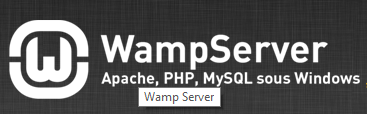 W
WampServer
Apache, PHP, MySQL sous Windows
Wamp Server